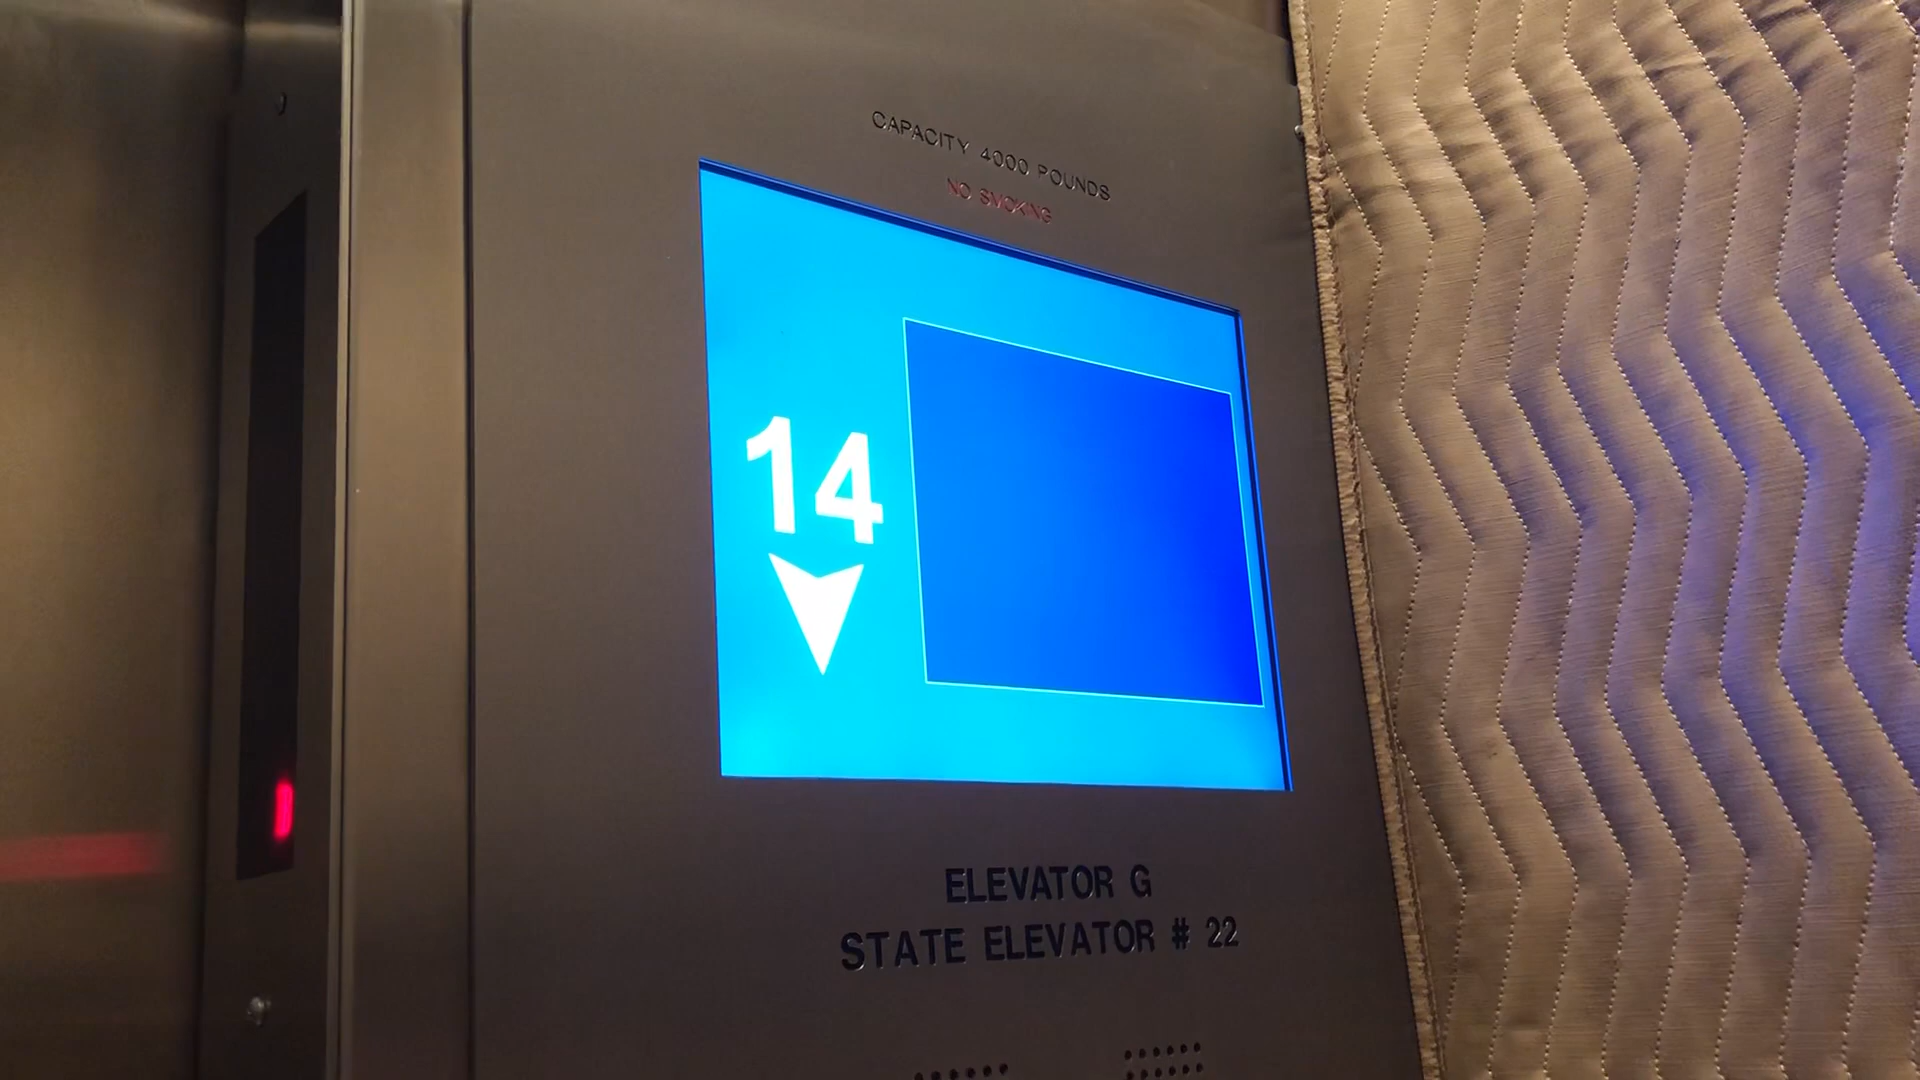 CAPACITY 4000 POUNDS
NO SMOKING
14
ELEVATOR G
STATE ELEVATOR # 22